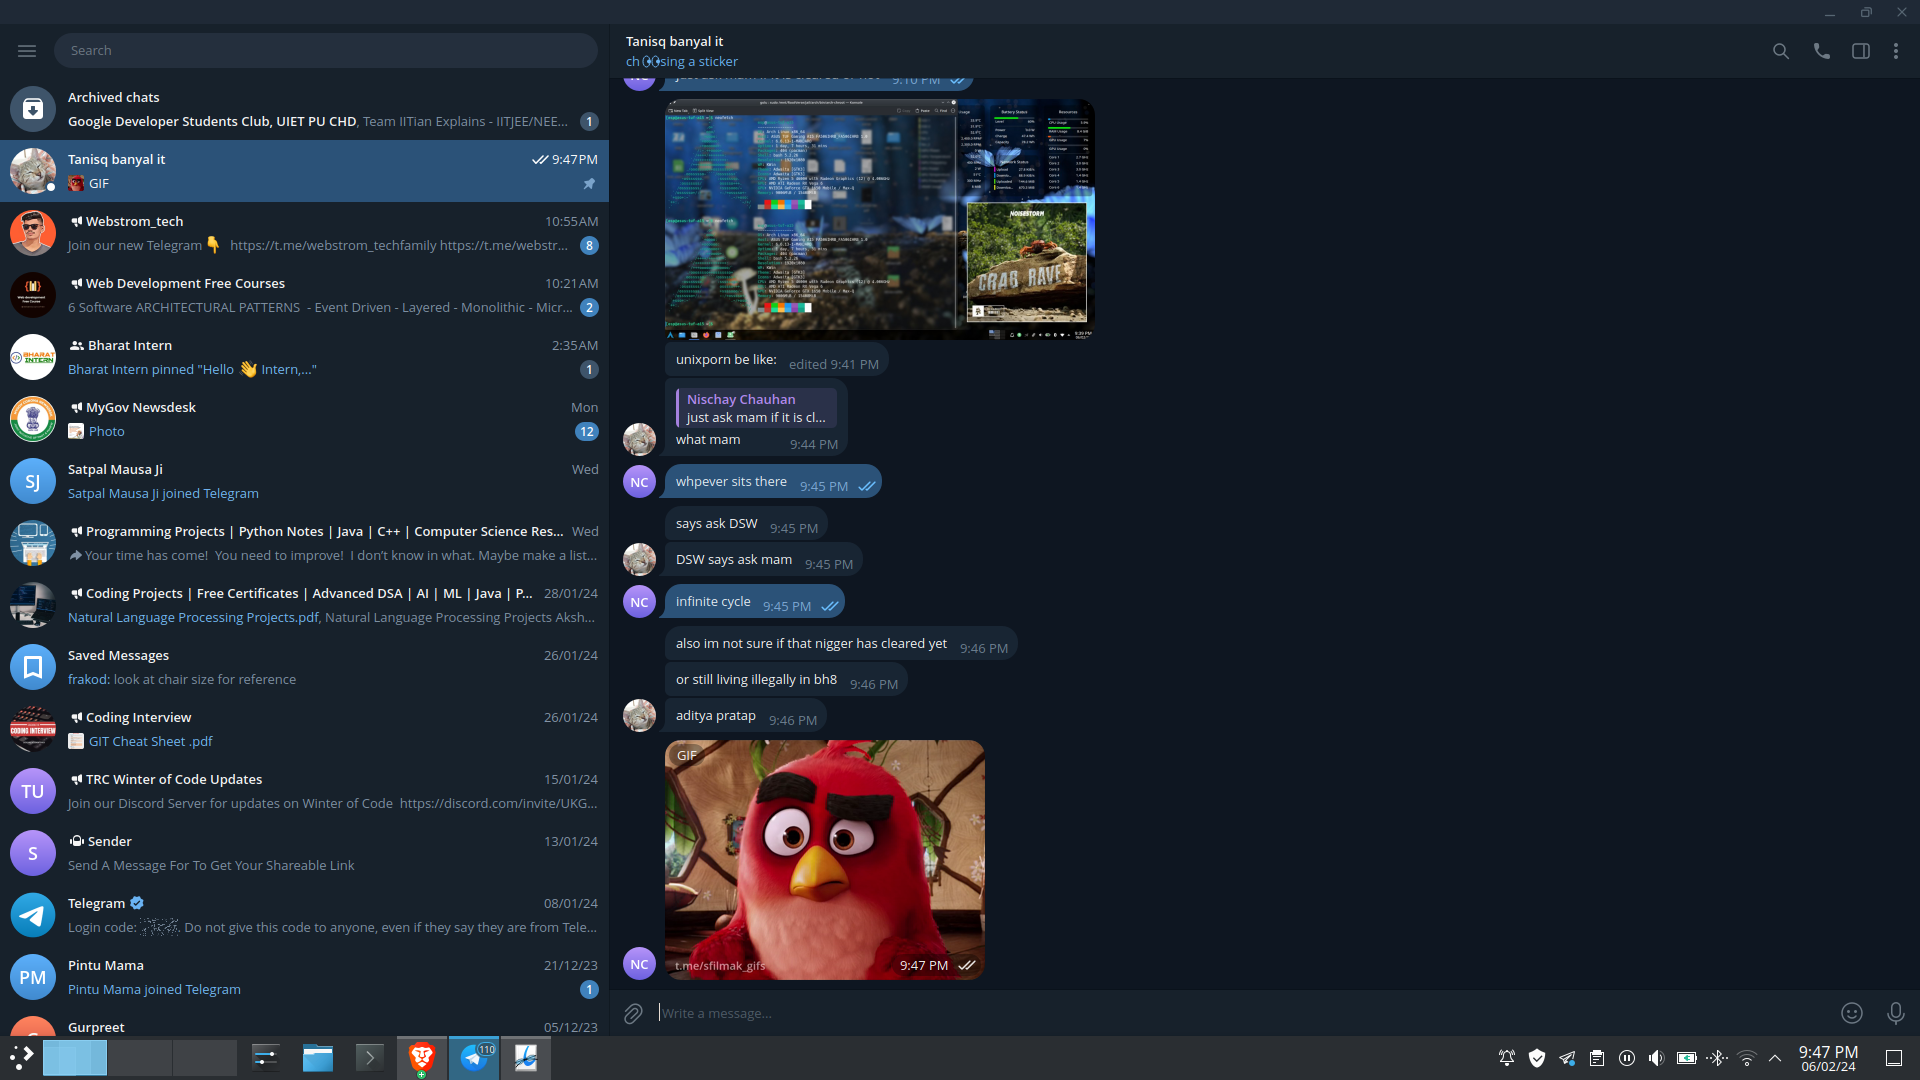 Search
Archived chats
Google Developer Students Club, UIET PU CHD, Team IITian Explains - IITJEE/NEE... 1
Tanisq banyal it 9:47PM
GIF
Webstrom_tech 10:55AM
Join our new Telegram 👇 https://t.me/webstrom_techfamily https://t.me/webstr... 8
Web Development Free Courses 10:21AM
6 Software ARCHITECTURAL PATTERNS - Event Driven - Layered - Monolithic - Micr... 2
Bharat Intern 2:35AM
Bharat Intern pinned "Hello 👋 Intern,..." 1
MyGov Newsdesk Mon
Photo 12
SJ
Satpal Mausa Ji Wed
Satpal Mausa Ji joined Telegram
Programming Projects | Python Notes | Java | C++ | Computer Science Res... Wed
Your time has come! You need to improve! I don't know in what. Maybe make a list...
Coding Projects | Free Certificates | Advanced DSA | AI | ML | Java | P... 28/01/24
Natural Language Processing Projects.pdf, Natural Language Processing Projects Aksh...
Saved Messages 26/01/24
frakod: look at chair size for reference
Coding Interview 26/01/24
GIT Cheat Sheet .pdf
TU
TRC Winter of Code Updates 15/01/24
Join our Discord Server for updates on Winter of Code https://discord.com/invite/UKG...
S
Sender 13/01/24
Send A Message For To Get Your Shareable Link
Telegram 08/01/24
Login code: . Do not give this code to anyone, even if they say they are from Tele...
PM
Pintu Mama 21/12/23
Pintu Mama joined Telegram 1
Gurpreet 05/12/23
Tanisq banyal it
ch👀sing a sticker
9:10 PM
NOISESTORM
CRAB RAVE
unixporn be like: edited 9:41 PM
Nischay Chauhan
just ask mam if it is cl...
what mam 9:44 PM
NC
whpever sits there 9:45 PM
says ask DSW 9:45 PM
DSW says ask mam 9:45 PM
NC
infinite cycle 9:45 PM
also im not sure if that nigger has cleared yet 9:46 PM
or still living illegally in bh8 9:46 PM
aditya pratap 9:46 PM
GIF
t.me/sfilmak_gifs 9:47 PM
NC
Write a message...
110
9:47 PM
06/02/24